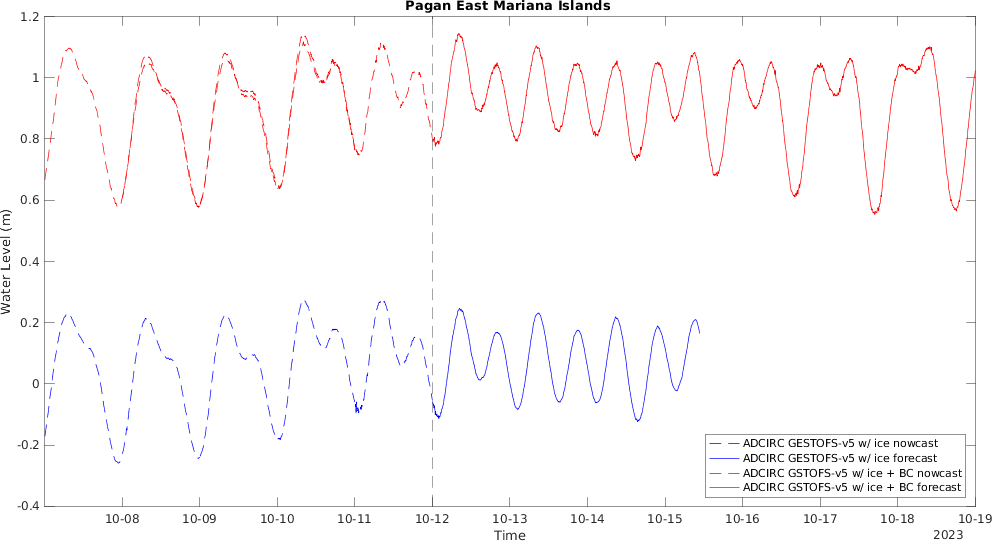 Pagan East Mariana Islands
1.2
1
0.8
0.6
0.4
0.2
0
-0.2
-0.4
Water Level (m)
10-08 10-09 10-10 10-11 10-12 10-13 10-14 10-15 10-16 10-17 10-18 10-19
Time
2023
ADCIRC GESTOFS-v5 w/ ice nowcast
ADCIRC GESTOFS-v5 w/ ice forecast
ADCIRC GSTOFS-v5 w/ ice + BC nowcast
ADCIRC GSTOFS-v5 w/ ice + BC forecast